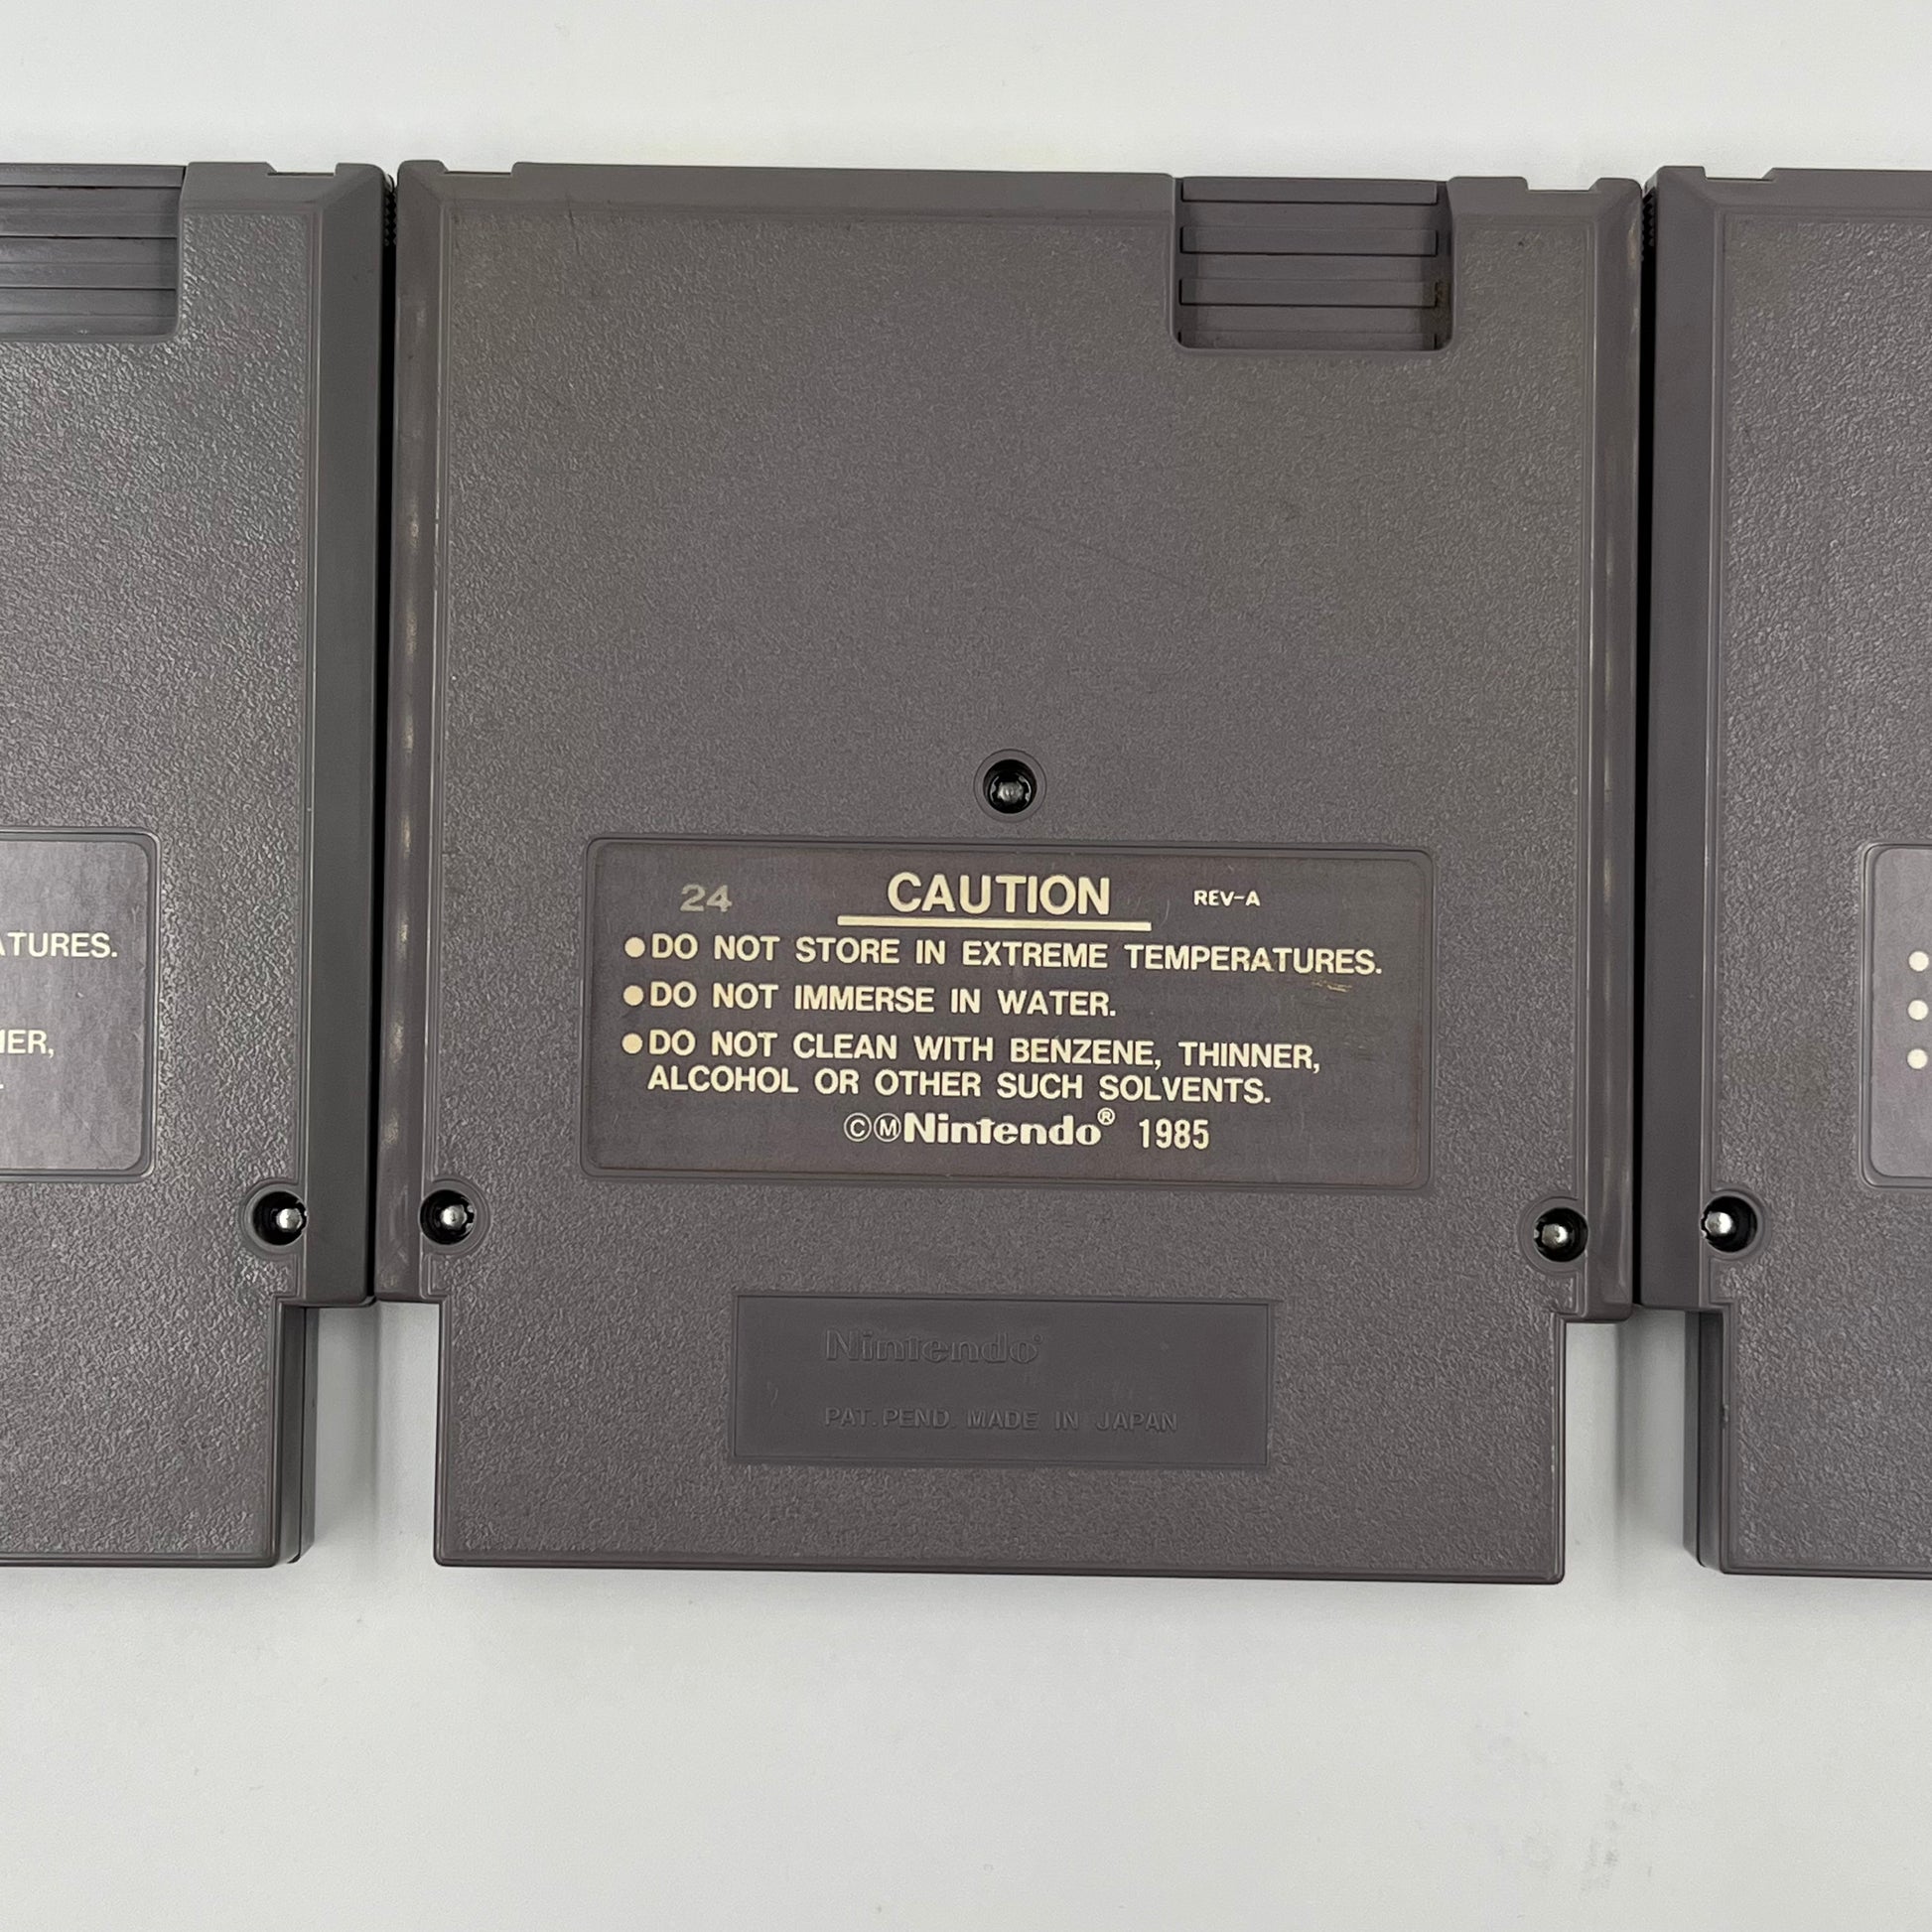 ATURES.
ER,
24 CAUTION REV-A
●DO NOT STORE IN EXTREME TEMPERATURES.
●DO NOT IMMERSE IN WATER.
●DO NOT CLEAN WITH BENZENE, THINNER,
ALCOHOL OR OTHER SUCH SOLVENTS.
©ⓂNintendo® 1985
Nintendo®
PAT. PEND. MADE IN JAPAN